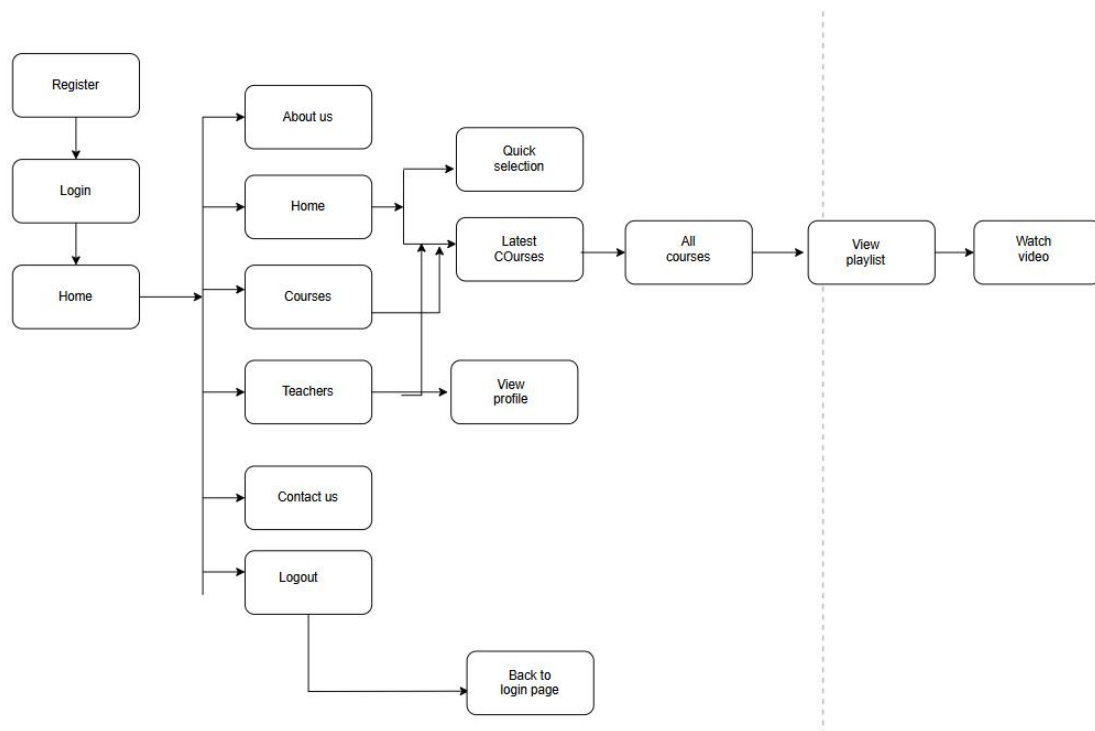 Register
Login
Home
About us
Home
Courses
Teachers
Contact us
Logout
Quick
selection
Latest
COurses
View
profile
Back to
login page
All
courses
View
playlist
Watch
video